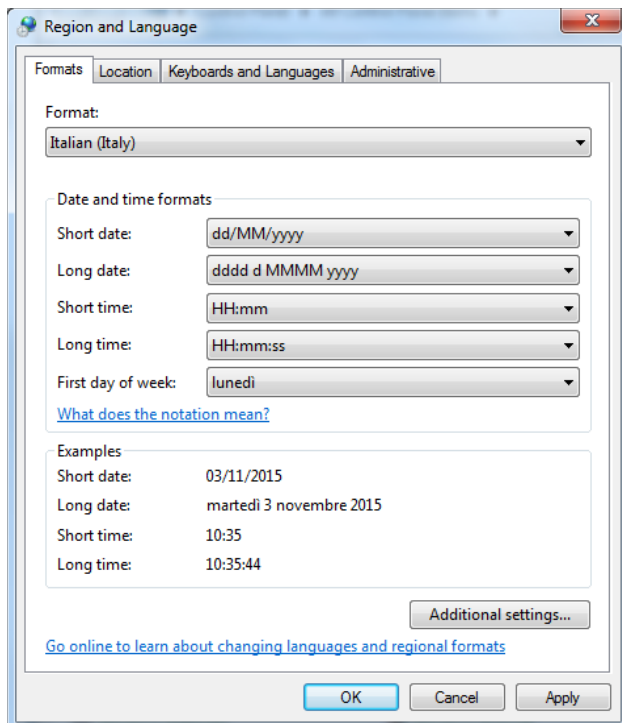 Region and Language
Formats Location Keyboards and Languages Administrative
Format:
Italian (Italy)
Date and time formats
Short date: dd/MM/yyyy
Long date: dddd d MMMM yyyy
Short time: HH:mm
Long time: HH:mm:ss
First day of week: lunedì
What does the notation mean?
Examples
Short date: 03/11/2015
Long date: martedì 3 novembre 2015
Short time: 10:35
Long time: 10:35:44
Additional settings...
Go online to learn about changing languages and regional formats
OK Cancel Apply